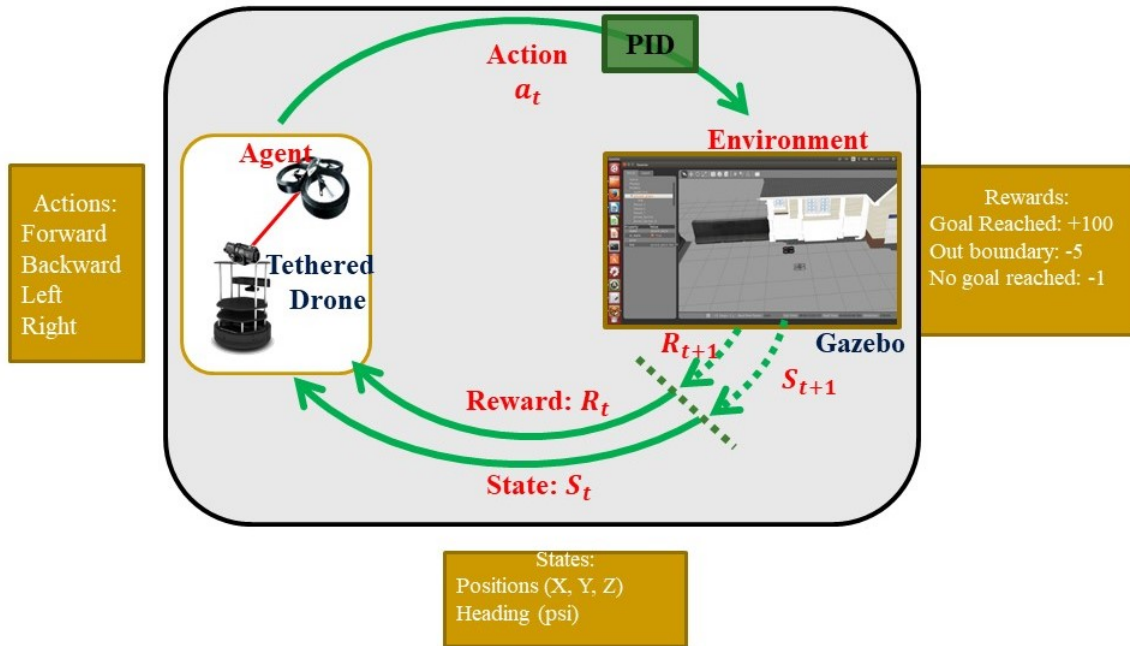 PID
Action
a_t
Environment
Agent
Tethered
Drone
Gazebo
Actions:
Forward
Backward
Left
Right
Rewards:
Goal Reached: +100
Out boundary: -5
No goal reached: -1
R_{t+1}
S_{t+1}
Reward: R_t
State: S_t
States:
Positions (X, Y, Z)
Heading (psi)